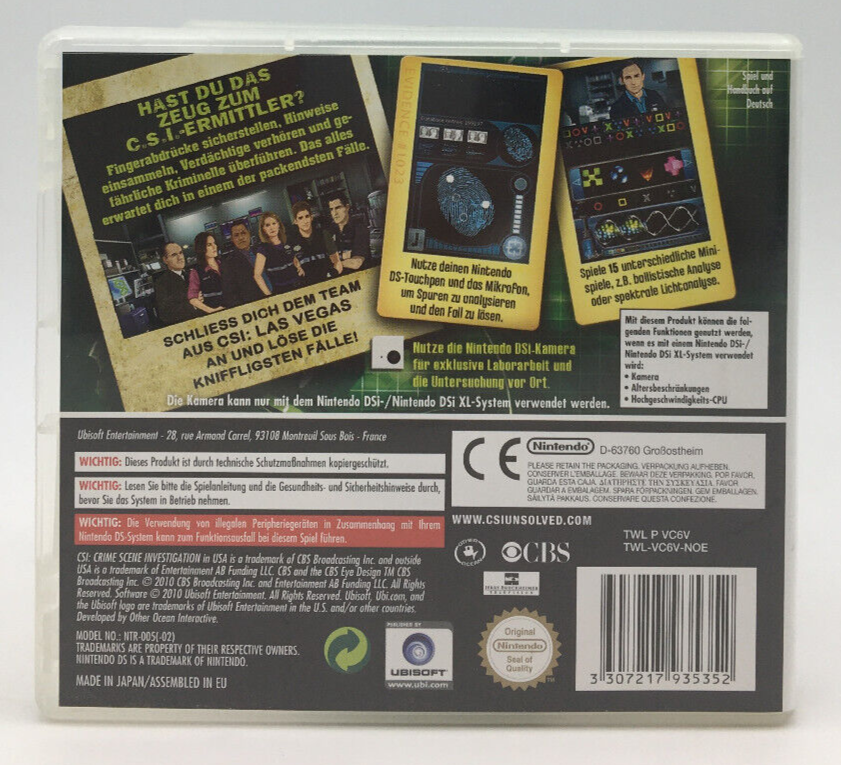 HAST DU DAS
ZEUG ZUM
C.S.I.-ERMITTLER?
Fingerabdrücke sicherstellen, Hinweise
einsammeln, Verdächtige verhören und ge-
fährliche Kriminelle überführen. Das alles
erwartet dich in einem der packendsten Fälle.
SCHLIESS DICH DEM TEAM
AUS CSI: LAS VEGAS
AN UND LÖSE DIE
KNIFFLIGSTEN FÄLLE!
EVIDENCE #1023
Nutze deinen Nintendo
DS-Touchpen und das Mikrofon,
um Spuren zu analysieren
und den Fall zu lösen.
Spiele 15 unterschiedliche Mini-
spiele, z.B. ballistische Analyse
oder spektrale Lichtanalyse.
Spiel und
Handbuch auf
Deutsch
Nutze die Nintendo DSi-Kamera
für exklusive Laborarbeit und
die Untersuchung vor Ort.
Die Kamera kann nur mit dem Nintendo DSi-/Nintendo DSi XL-System verwendet werden.
Mit diesem Produkt können die fol-
genden Funktionen genutzt werden,
wenn es mit einem Nintendo DSi-/
Nintendo DSi XL-System verwendet
wird:
• Kamera
• Altersbeschränkungen
• Hochgeschwindigkeits-CPU
Ubisoft Entertainment - 28, rue Armand Carrel, 93108 Montreuil Sous Bois - France
WICHTIG: Dieses Produkt ist durch technische Schutzmaßnahmen kopiergeschützt.
WICHTIG: Lesen Sie bitte die Spielanleitung und die Gesundheits- und Sicherheitshinweise durch,
bevor Sie das System in Betrieb nehmen.
WICHTIG: Die Verwendung von illegalen Peripheriegeräten in Zusammenhang mit Ihrem
Nintendo DS-System kann zum Funktionsausfall bei diesem Spiel führen.
CSI: CRIME SCENE INVESTIGATION in USA is a trademark of CBS Broadcasting Inc. and outside
USA is a trademark of Entertainment AB Funding LLC. CBS and the CBS Eye Design TM CBS
Broadcasting Inc. © 2010 CBS Broadcasting Inc. and Entertainment AB Funding LLC. All Rights
Reserved. Software © 2010 Ubisoft Entertainment. All Rights Reserved. Ubisoft, Ubi.com, and
the Ubisoft logo are trademarks of Ubisoft Entertainment in the U.S. and/or other countries.
Developed by Other Ocean Interactive.
MODEL NO.: NTR-005(-02)
TRADEMARKS ARE PROPERTY OF THEIR RESPECTIVE OWNERS.
NINTENDO DS IS A TRADEMARK OF NINTENDO.
MADE IN JAPAN/ASSEMBLED IN EU
CE Nintendo D-63760 Großostheim
PLEASE RETAIN THE PACKAGING. VERPACKUNG AUFHEBEN.
CONSERVER L'EMBALLAGE. BEWAAR DEZE VERPAKKING. POR FAVOR,
GUARDA ESTA CAJA. ΔΙΑΤΗΡΗΣΤΕ ΤΗΝ ΣΥΣΚΕΥΑΣΙΑ. FAVOR
GUARDAR A EMBALAGEM. SPARA FÖRPACKNINGEN. GEM EMBALLAGEN.
SÄILYTÄ PAKKAUS. CONSERVARE QUESTA CONFEZIONE.
WWW.CSIUNSOLVED.COM
TWL P VC6V
TWL-VC6V-NOE
CBS
JERRY BRUCKHEIMER
TELEVISION
PUBLISHED BY
UBISOFT
www.ubi.com
Original
Nintendo
Seal of
Quality
TM
3 307217 935352